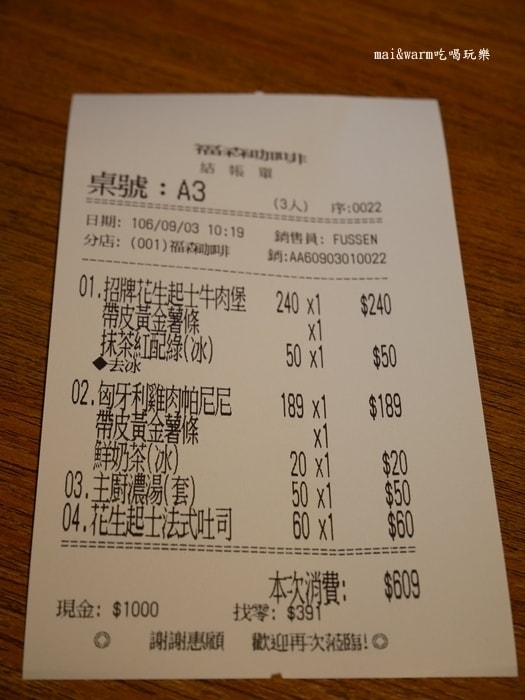 mai&warm吃喝玩樂
福森咖啡
結帳單
桌號：A3 (3人) 序:0022
日期: 106/09/03 10:19 銷售員: FUSSEN
分店: (001)福森咖啡 銷:AA60903010022
01.招牌花生起士牛肉堡 240 x1 $240
帶皮黃金薯條 x1
抹茶紅配綠(冰) 50 x1 $50
◆去冰
02.匈牙利雞肉帕尼尼 189 x1 $189
帶皮黃金薯條 x1
鮮奶茶(冰) 20 x1 $20
03.主廚濃湯(套) 50 x1 $50
04.花生起士法式吐司 60 x1 $60
本次消費: $609
現金: $1000 找零: $391
◎ 謝謝惠顧 歡迎再次蒞臨!◎